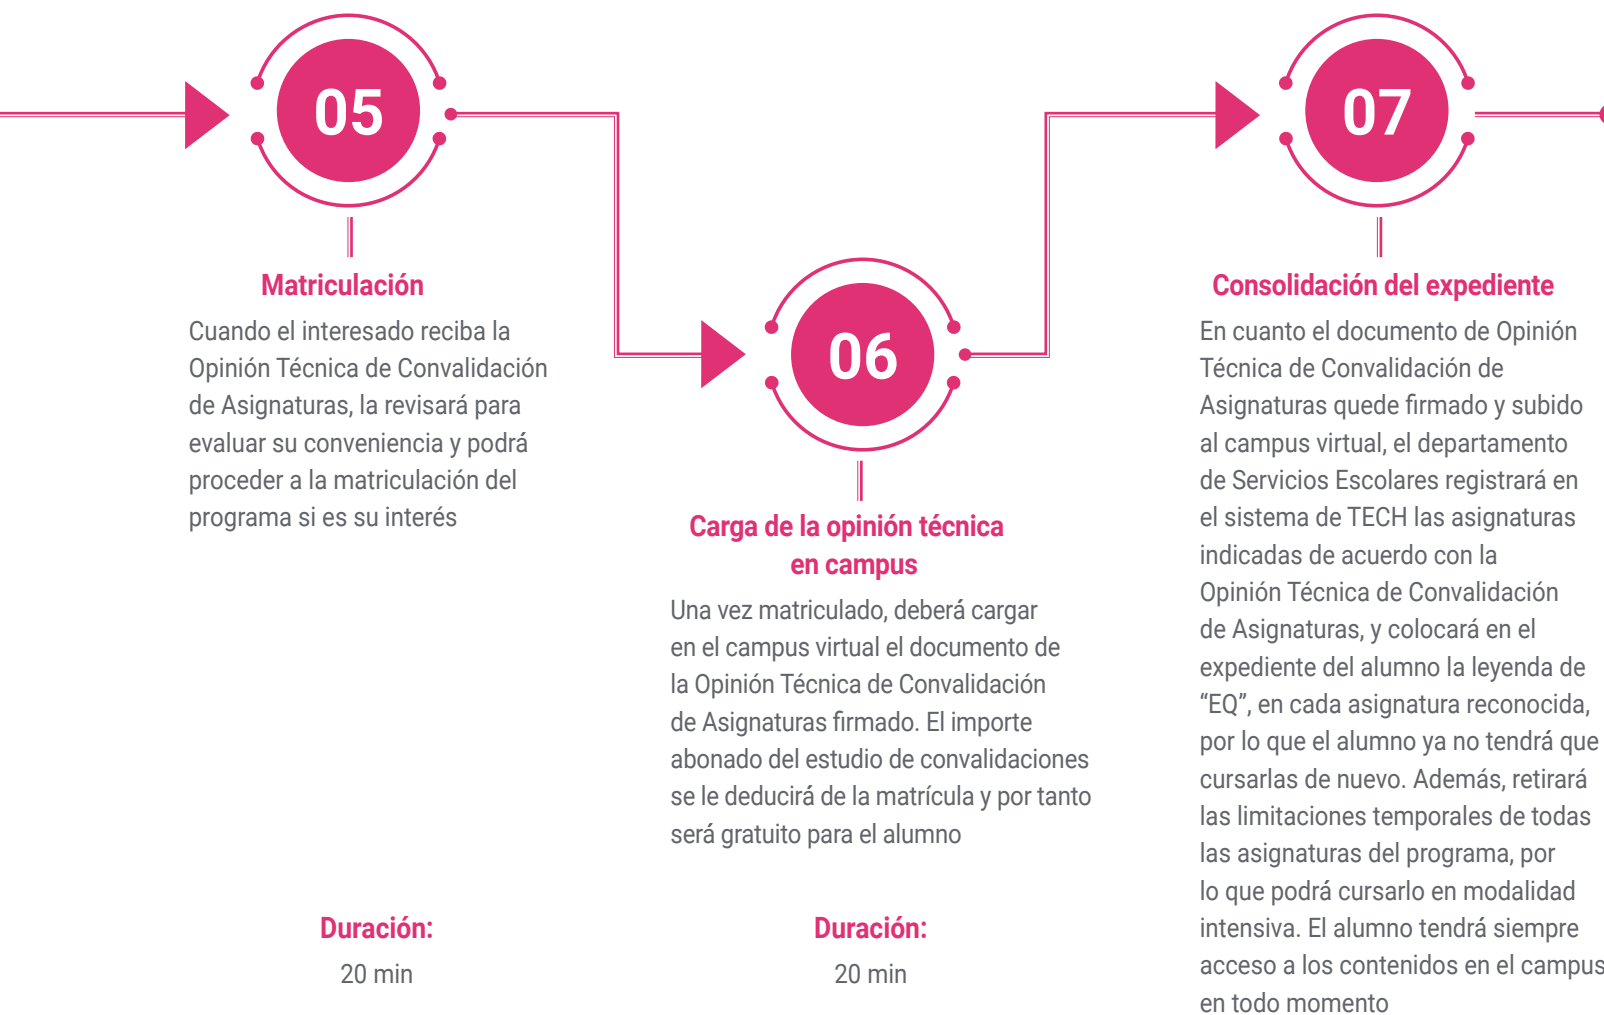 05
Matriculación
Cuando el interesado reciba la
Opinión Técnica de Convalidación
de Asignaturas, la revisará para
evaluar su conveniencia y podrá
proceder a la matriculación del
programa si es su interés
Duración:
20 min
06
Carga de la opinión técnica
en campus
Una vez matriculado, deberá cargar
en el campus virtual el documento de
la Opinión Técnica de Convalidación
de Asignaturas firmado. El importe
abonado del estudio de convalidaciones
se le deducirá de la matrícula y por tanto
será gratuito para el alumno
Duración:
20 min
07
Consolidación del expediente
En cuanto el documento de Opinión
Técnica de Convalidación de
Asignaturas quede firmado y subido
al campus virtual, el departamento
de Servicios Escolares registrará en
el sistema de TECH las asignaturas
indicadas de acuerdo con la
Opinión Técnica de Convalidación
de Asignaturas, y colocará en el
expediente del alumno la leyenda de
“EQ”, en cada asignatura reconocida,
por lo que el alumno ya no tendrá que
cursarlas de nuevo. Además, retirará
las limitaciones temporales de todas
las asignaturas del programa, por
lo que podrá cursarlo en modalidad
intensiva. El alumno tendrá siempre
acceso a los contenidos en el campus
en todo momento